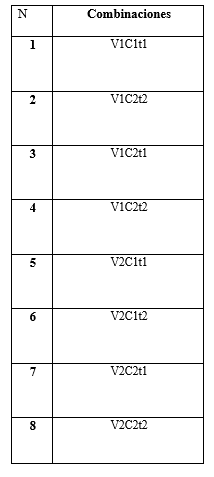 N Combinaciones
1 V1C1t1
2 V1C2t2
3 V1C2t1
4 V1C2t2
5 V2C1t1
6 V2C1t2
7 V2C2t1
8 V2C2t2